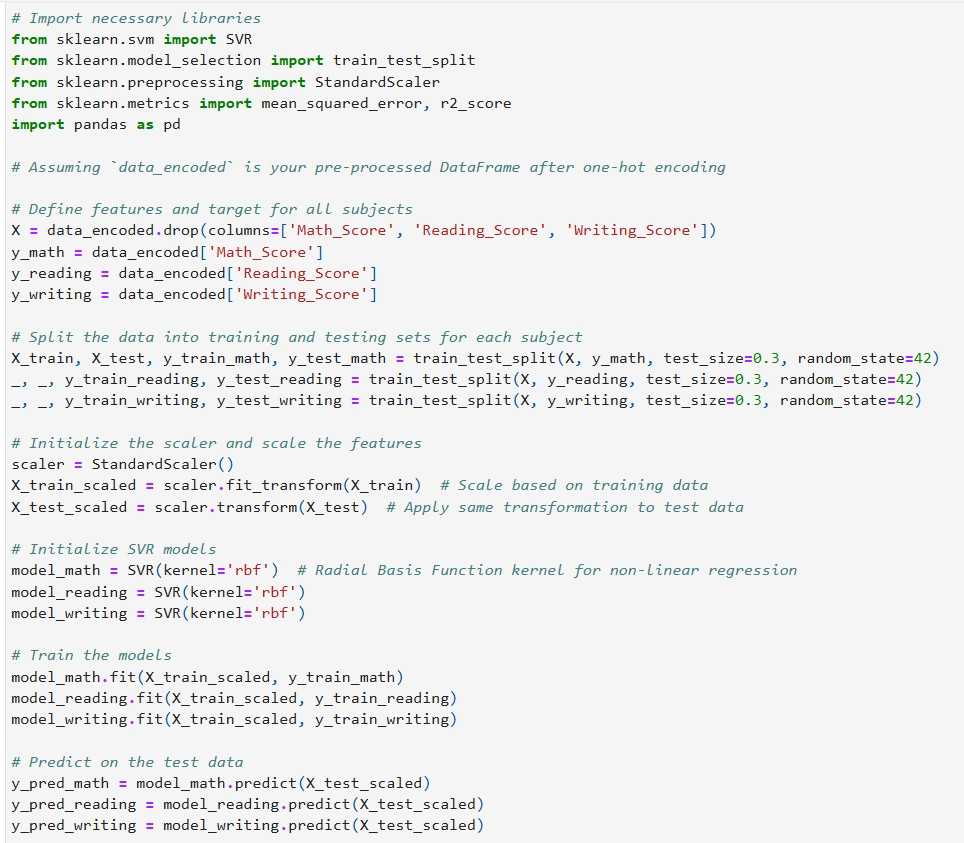 # Import necessary libraries
from sklearn.svm import SVR
from sklearn.model_selection import train_test_split
from sklearn.preprocessing import StandardScaler
from sklearn.metrics import mean_squared_error, r2_score
import pandas as pd
# Assuming `data_encoded` is your pre-processed DataFrame after one-hot encoding
# Define features and target for all subjects
X = data_encoded.drop(columns=['Math_Score', 'Reading_Score', 'Writing_Score'])
y_math = data_encoded['Math_Score']
y_reading = data_encoded['Reading_Score']
y_writing = data_encoded['Writing_Score']
# Split the data into training and testing sets for each subject
X_train, X_test, y_train_math, y_test_math = train_test_split(X, y_math, test_size=0.3, random_state=42)
_, _, y_train_reading, y_test_reading = train_test_split(X, y_reading, test_size=0.3, random_state=42)
_, _, y_train_writing, y_test_writing = train_test_split(X, y_writing, test_size=0.3, random_state=42)
# Initialize the scaler and scale the features
scaler = StandardScaler()
X_train_scaled = scaler.fit_transform(X_train)  # Scale based on training data
X_test_scaled = scaler.transform(X_test)  # Apply same transformation to test data
# Initialize SVR models
model_math = SVR(kernel='rbf')  # Radial Basis Function kernel for non-linear regression
model_reading = SVR(kernel='rbf')
model_writing = SVR(kernel='rbf')
# Train the models
model_math.fit(X_train_scaled, y_train_math)
model_reading.fit(X_train_scaled, y_train_reading)
model_writing.fit(X_train_scaled, y_train_writing)
# Predict on the test data
y_pred_math = model_math.predict(X_test_scaled)
y_pred_reading = model_reading.predict(X_test_scaled)
y_pred_writing = model_writing.predict(X_test_scaled)